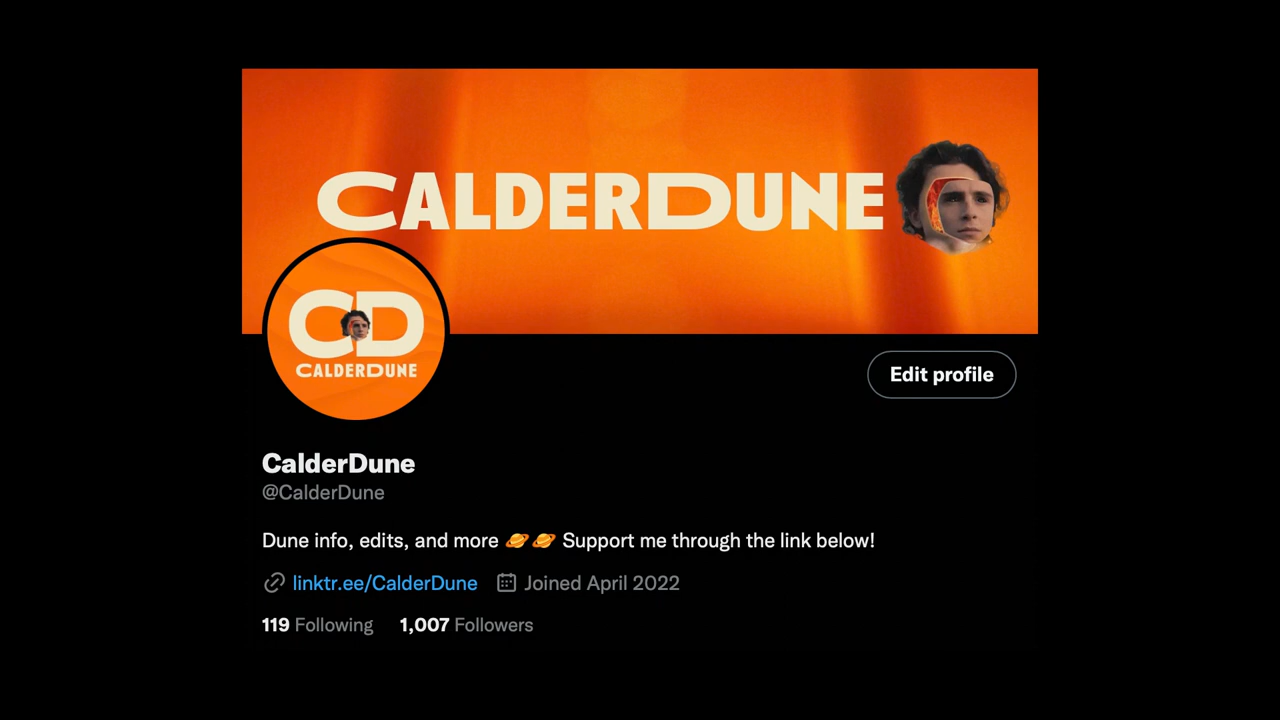 CALDERDUNE
CD
CALDERDUNE
Edit profile
CalderDune
@CalderDune
Dune info, edits, and more 🪐 🪐 Support me through the link below!
linktr.ee/CalderDune Joined April 2022
119 Following 1,007 Followers